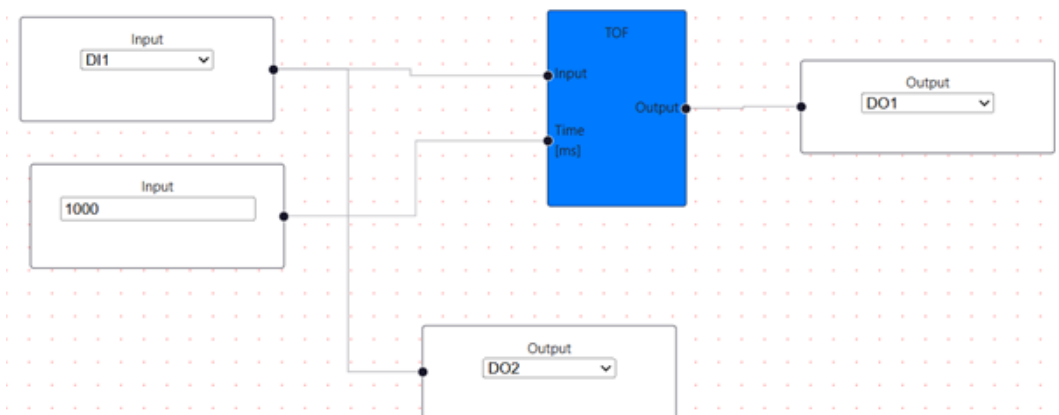 Input
DI1
Input
1000
TOF
Input
Time
[ms]
Output
Output
DO1
Output
DO2